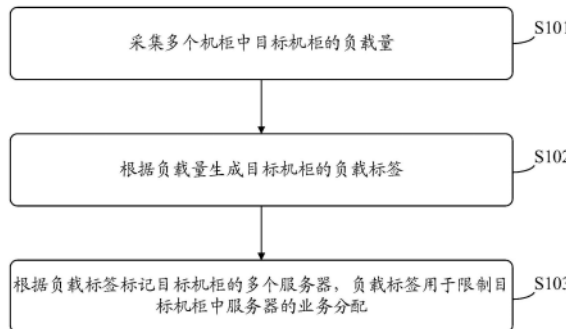 采集多个机柜中目标机柜的负载量
S101
根据负载量生成目标机柜的负载标签
S102
根据负载标签标记目标机柜的多个服务器，负载标签用于限制目
标机柜中服务器的业务分配
S103